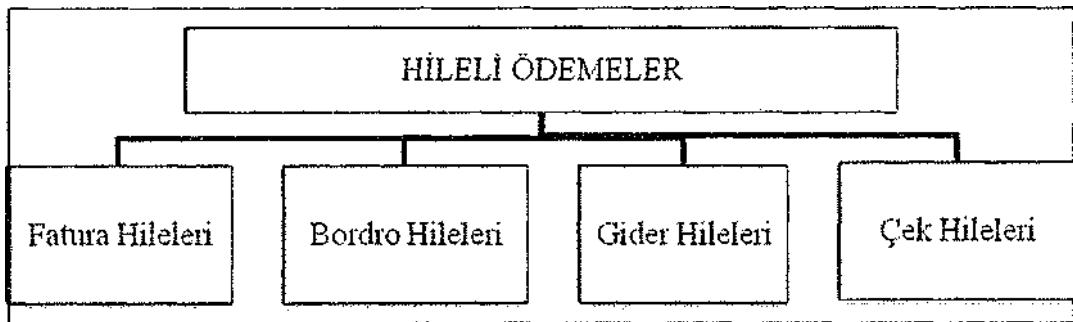 HİLELİ ÖDEMELER
Fatura Hileleri
Bordro Hileleri
Gider Hileleri
Çek Hileleri